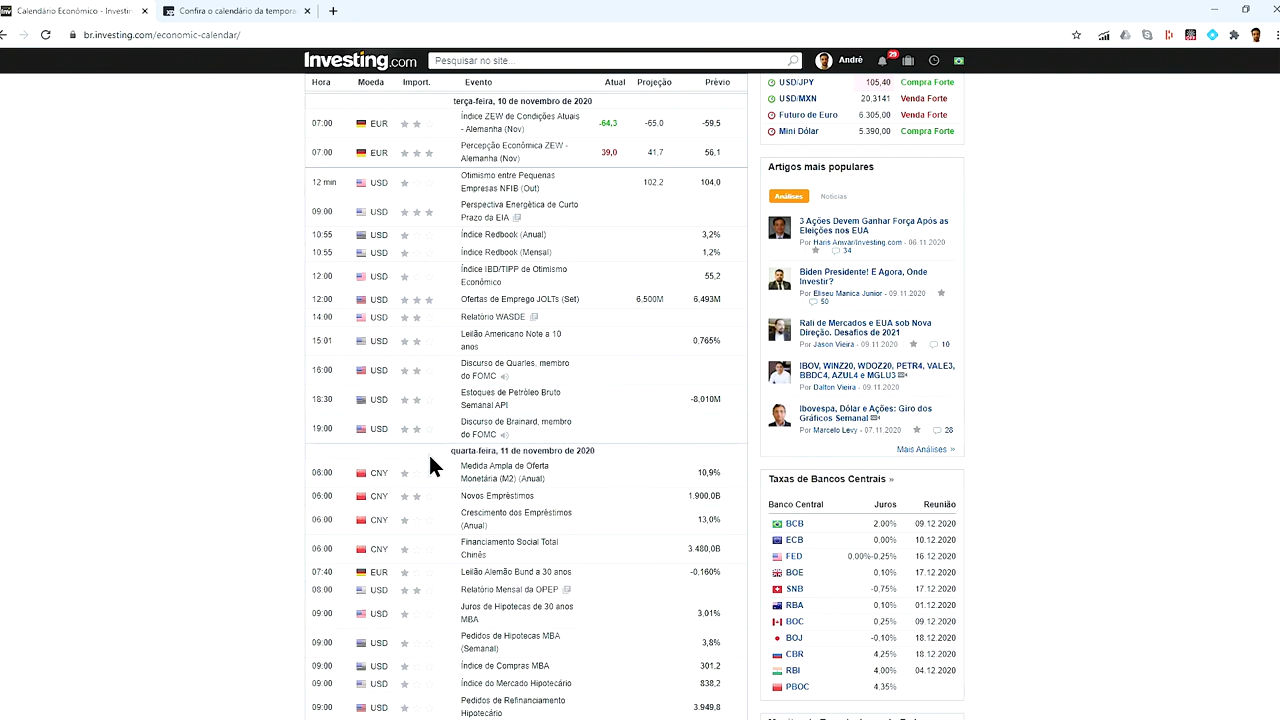 Calendário Econômico - Investin
Confira o calendário da tempora
br.investing.com/economic-calendar/
Investing.com
Pesquisar no site...
André
29
Hora Moeda Import. Evento Atual Projeção Prévio
terça-feira, 10 de novembro de 2020
07:00 EUR Índice ZEW de Condições Atuais - Alemanha (Nov) -64,3 -65,0 -59,5
07:00 EUR Percepção Econômica ZEW - Alemanha (Nov) 39,0 41,7 56,1
12 min USD Otimismo entre Pequenas Empresas NFIB (Out) 102,2 104,0
09:00 USD Perspectiva Energética de Curto Prazo da EIA
10:55 USD Índice Redbook (Anual) 3,2%
10:55 USD Índice Redbook (Mensal) 1,2%
12:00 USD Índice IBD/TIPP de Otimismo Econômico 55,2
12:00 USD Ofertas de Emprego JOLTs (Set) 6,500M 6,493M
14:00 USD Relatório WASDE
15:01 USD Leilão Americano Note a 10 anos 0,765%
16:00 USD Discurso de Quarles, membro do FOMC
18:30 USD Estoques de Petróleo Bruto Semanal API -8,010M
19:00 USD Discurso de Brainard, membro do FOMC
quarta-feira, 11 de novembro de 2020
06:00 CNY Medida Ampla de Oferta Monetária (M2) (Anual) 10,9%
06:00 CNY Novos Empréstimos 1.900,0B
06:00 CNY Crescimento dos Empréstimos (Anual) 13,0%
06:00 CNY Financiamento Social Total Chinês 3.480,0B
07:40 EUR Leilão Alemão Bund a 30 anos -0,160%
08:00 USD Relatório Mensal da OPEP
09:00 USD Juros de Hipotecas de 30 anos MBA 3,01%
09:00 USD Pedidos de Hipotecas MBA (Semanal) 3,8%
09:00 USD Índice de Compras MBA 301,2
09:00 USD Índice do Mercado Hipotecário 838,2
09:00 USD Pedidos de Refinanciamento Hipotecário 3.949,8
USD/JPY 105,40 Compra Forte
USD/MXN 20,3141 Venda Forte
Futuro de Euro 6.305,00 Venda Forte
Mini Dólar 5.390,00 Compra Forte
Artigos mais populares
Análises Notícias
3 Ações Devem Ganhar Força Após as
Eleições nos EUA
Por Haris Anwar/Investing.com - 06.11.2020
34
Biden Presidente! E Agora, Onde
Investir?
Por Eliseu Manica Junior - 09.11.2020
50
Rali de Mercados e EUA sob Nova
Direção. Desafios de 2021
Por Jason Vieira - 09.11.2020 10
IBOV, WINZ20, WDOZ20, PETR4, VALE3,
BBDC4, AZUL4 e MGLU3
Por Dalton Vieira - 09.11.2020
Ibovespa, Dólar e Ações: Giro dos
Gráficos Semanal
Por Marcelo Levy - 07.11.2020 28
Mais Análises »
Taxas de Bancos Centrais »
Banco Central Juros Reunião
BCB 2,00% 09.12.2020
ECB 0,00% 10.12.2020
FED 0,00%-0,25% 16.12.2020
BOE 0,10% 17.12.2020
SNB -0,75% 17.12.2020
RBA 0,10% 01.12.2020
BOC 0,25% 09.12.2020
BOJ -0,10% 18.12.2020
CBR 4,25% 18.12.2020
RBI 4,00% 04.12.2020
PBOC 4,35%